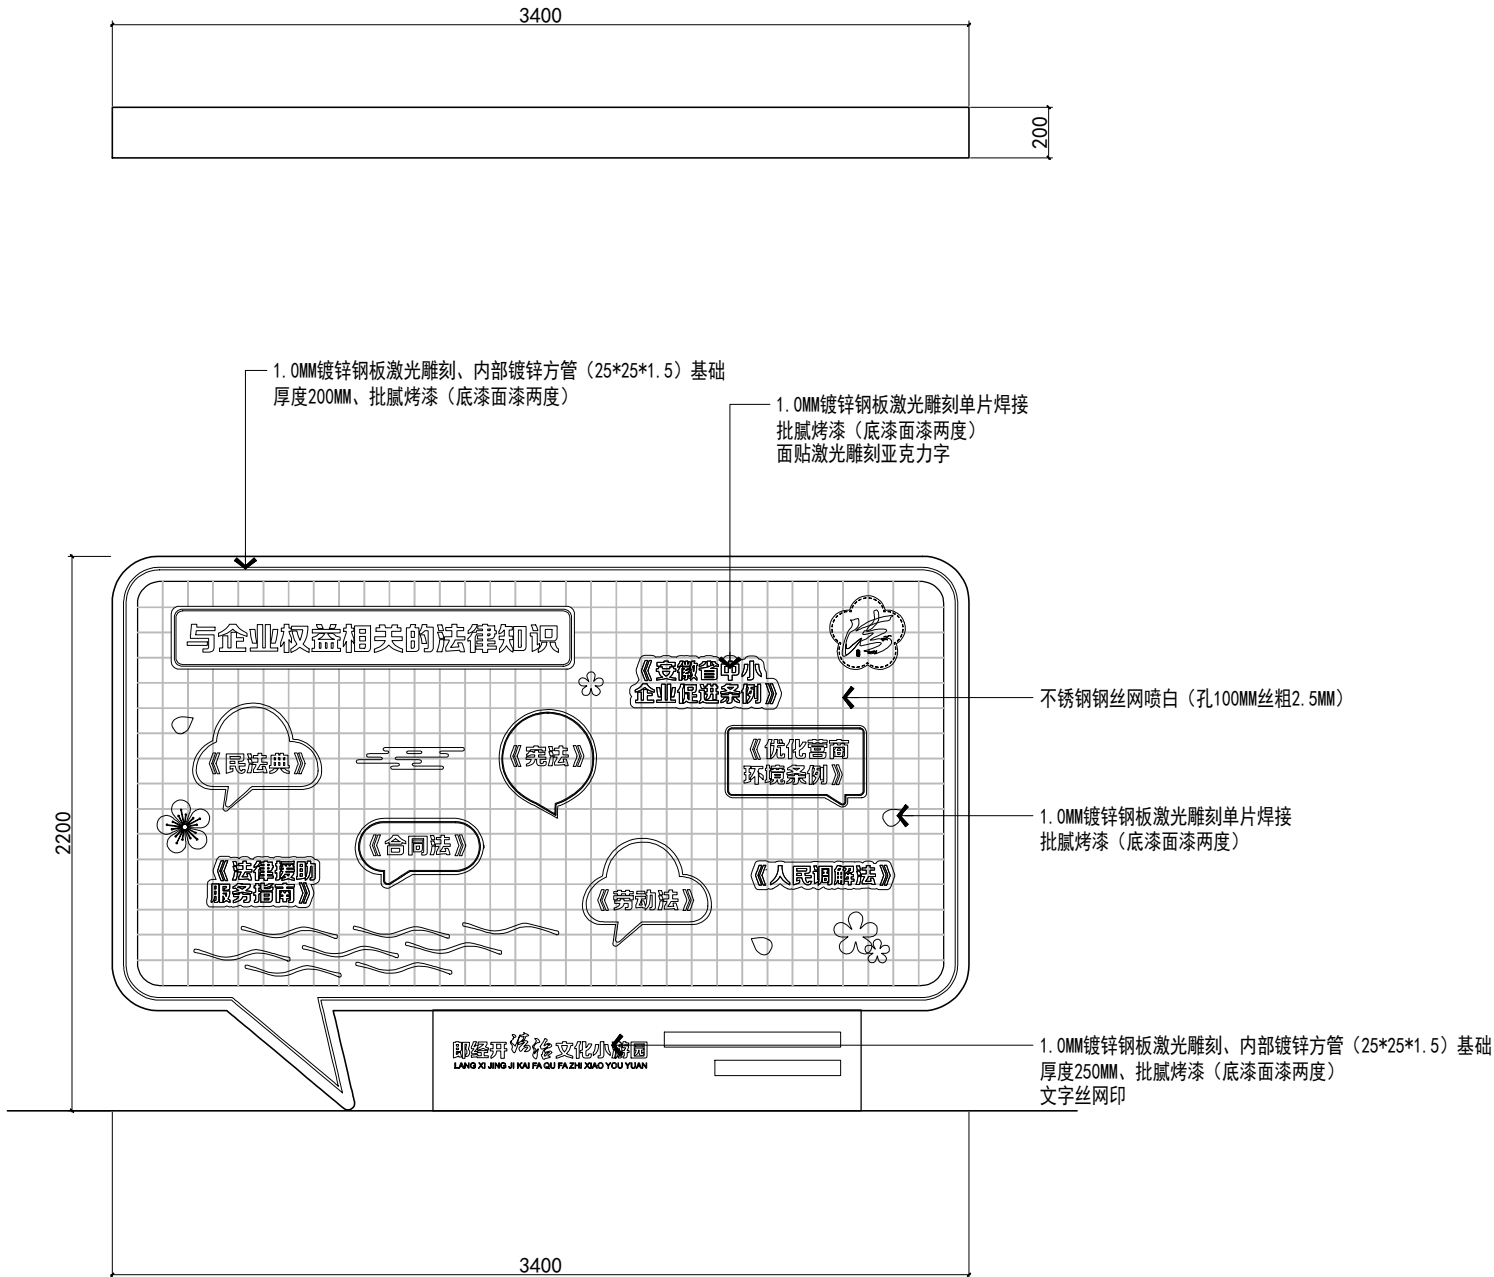 3400
200
1.0MM镀锌钢板激光雕刻、内部镀锌方管（25*25*1.5）基础
厚度200MM、批腻烤漆（底漆面漆两度）
1.0MM镀锌钢板激光雕刻单片焊接
批腻烤漆（底漆面漆两度）
面贴激光雕刻亚克力字
2200
与企业权益相关的法律知识
法
《安徽省中小
企业促进条例》
不锈钢钢丝网喷白（孔100MM丝粗2.5MM）
《民法典》
《宪法》
《优化营商
环境条例》
1.0MM镀锌钢板激光雕刻单片焊接
批腻烤漆（底漆面漆两度）
《合同法》
《法律援助
服务指南》
《劳动法》
《人民调解法》
郎经开法治文化小游园
LANG XI JING JI KAI FA QU FA ZHI XIAO YOU YUAN
1.0MM镀锌钢板激光雕刻、内部镀锌方管（25*25*1.5）基础
厚度250MM、批腻烤漆（底漆面漆两度）
文字丝网印
3400